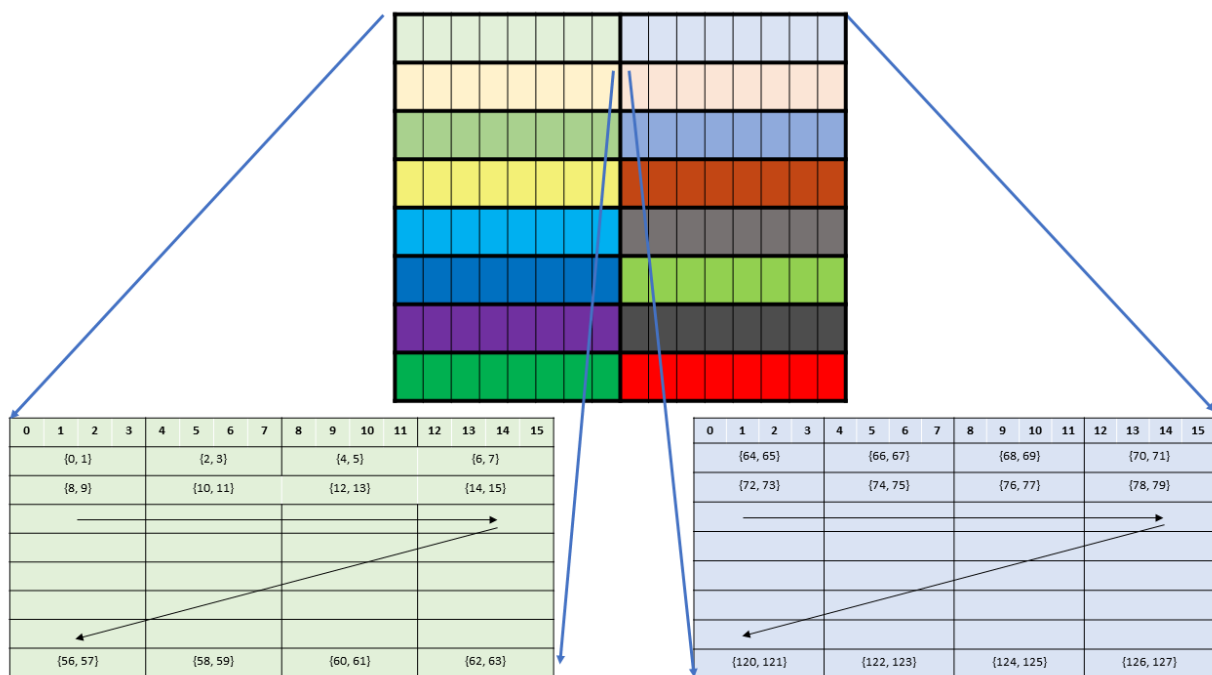 0 1 2 3 4 5 6 7 8 9 10 11 12 13 14 15
{0, 1} {2, 3} {4, 5} {6, 7}
{8, 9} {10, 11} {12, 13} {14, 15}
{56, 57} {58, 59} {60, 61} {62, 63}
0 1 2 3 4 5 6 7 8 9 10 11 12 13 14 15
{64, 65} {66, 67} {68, 69} {70, 71}
{72, 73} {74, 75} {76, 77} {78, 79}
{120, 121} {122, 123} {124, 125} {126, 127}